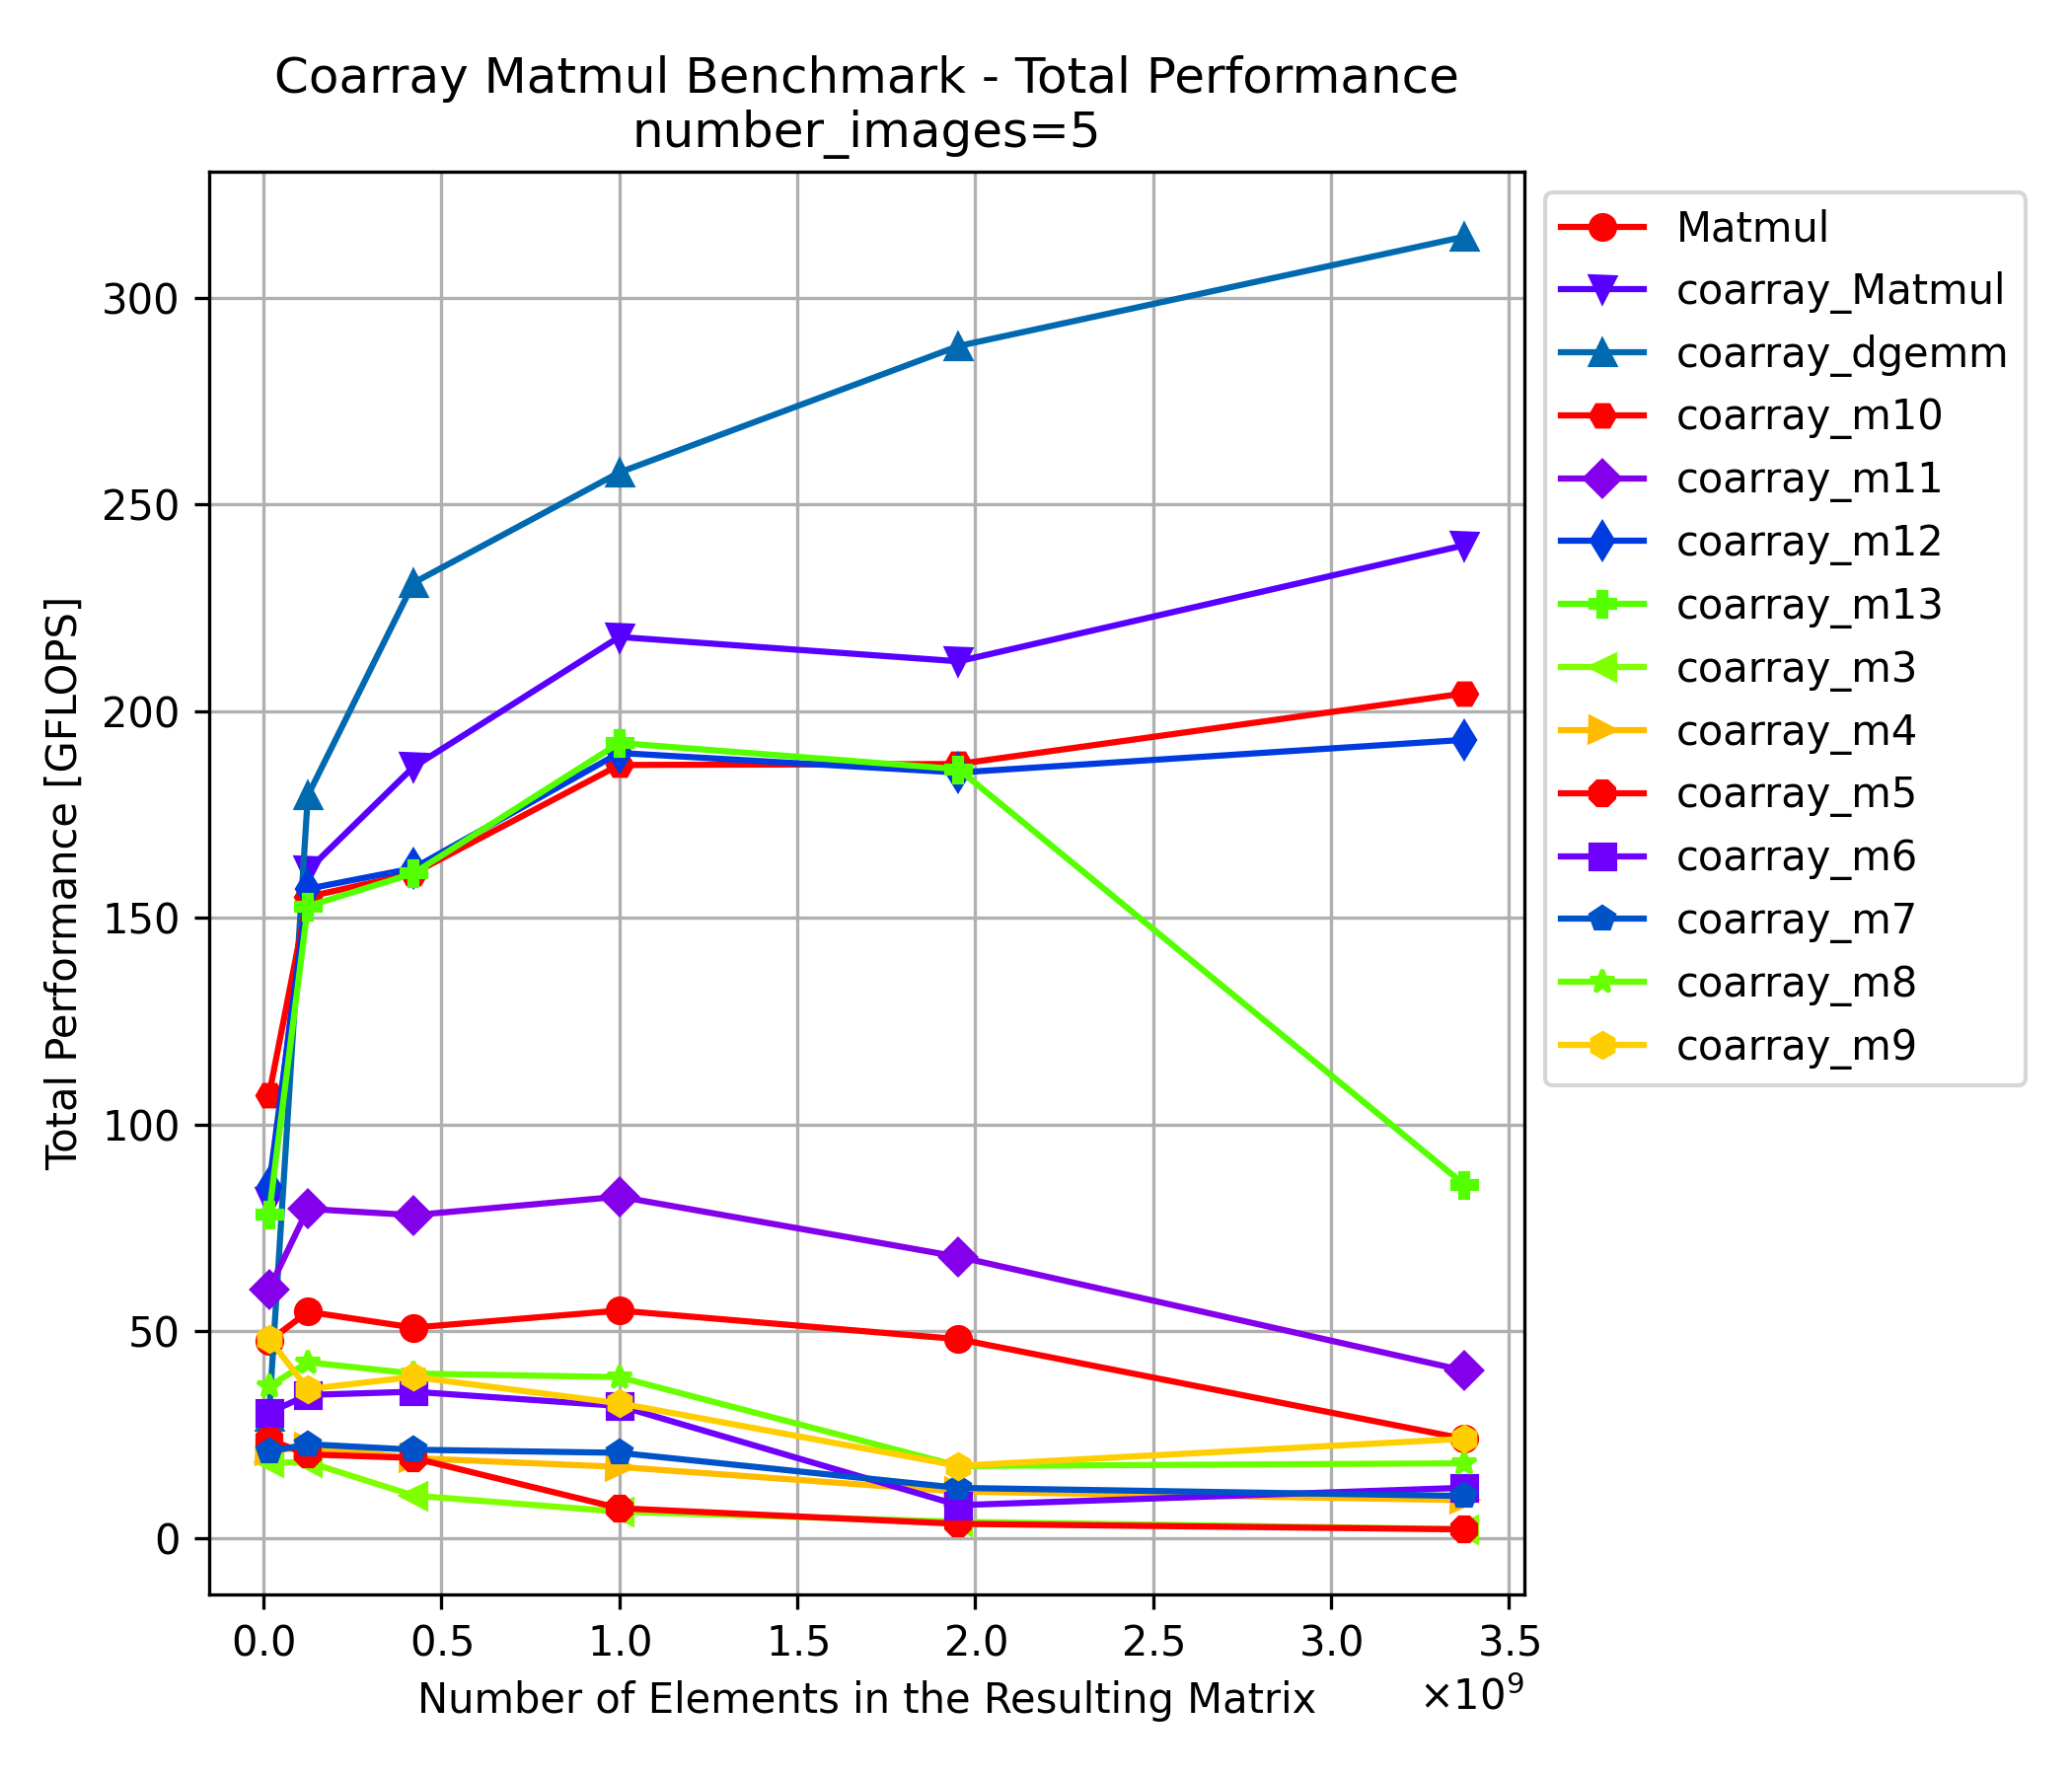 Coarray Matmul Benchmark - Total Performance
number_images=5
Total Performance [GFLOPS]
300
250
200
150
100
50
0
0.0 0.5 1.0 1.5 2.0 2.5 3.0 3.5
×10⁹
Number of Elements in the Resulting Matrix
Matmul
coarray_Matmul
coarray_dgemm
coarray_m10
coarray_m11
coarray_m12
coarray_m13
coarray_m3
coarray_m4
coarray_m5
coarray_m6
coarray_m7
coarray_m8
coarray_m9